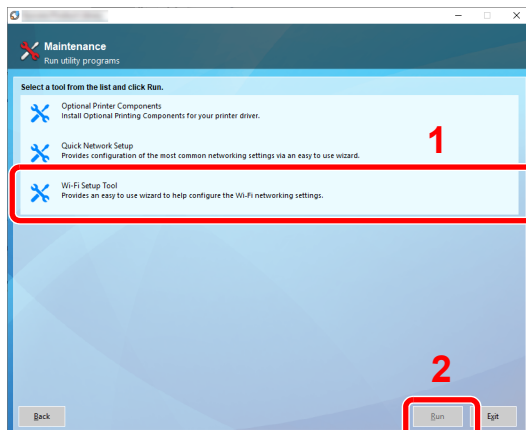 Maintenance
Run utility programs
Select a tool from the list and click Run.
Optional Printer Components
Install Optional Printing Components for your printer driver.
1
Quick Network Setup
Provides configuration of the most common networking settings via an easy to use wizard.
Wi-Fi Setup Tool
Provides an easy to use wizard to help configure the Wi-Fi networking settings.
2
Back
Run
Exit